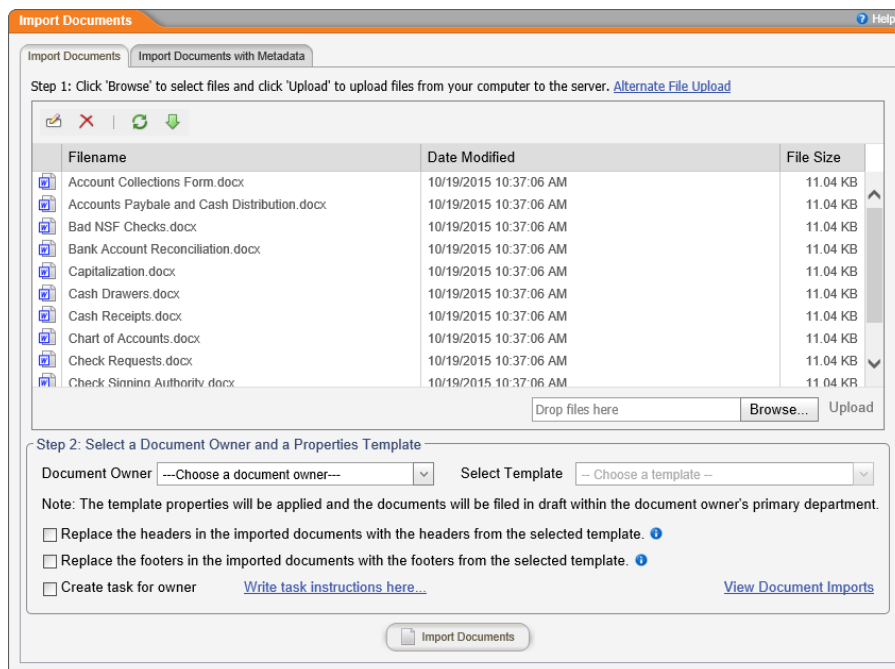 Import Documents
Help
Import Documents
Import Documents with Metadata
Step 1: Click 'Browse' to select files and click 'Upload' to upload files from your computer to the server. Alternate File Upload
Filename Date Modified File Size
Account Collections Form.docx 10/19/2015 10:37:06 AM 11.04 KB
Accounts Paybale and Cash Distribution.docx 10/19/2015 10:37:06 AM 11.04 KB
Bad NSF Checks.docx 10/19/2015 10:37:06 AM 11.04 KB
Bank Account Reconciliation.docx 10/19/2015 10:37:06 AM 11.04 KB
Capitalization.docx 10/19/2015 10:37:06 AM 11.04 KB
Cash Drawers.docx 10/19/2015 10:37:06 AM 11.04 KB
Cash Receipts.docx 10/19/2015 10:37:06 AM 11.04 KB
Chart of Accounts.docx 10/19/2015 10:37:06 AM 11.04 KB
Check Requests.docx 10/19/2015 10:37:06 AM 11.04 KB
Check Signing Authority.docx 10/19/2015 10:37:06 AM 11.04 KB
Drop files here Browse... Upload
Step 2: Select a Document Owner and a Properties Template
Document Owner ---Choose a document owner--- Select Template -- Choose a template --
Note: The template properties will be applied and the documents will be filed in draft within the document owner's primary department.
Replace the headers in the imported documents with the headers from the selected template.
Replace the footers in the imported documents with the footers from the selected template.
Create task for owner Write task instructions here... View Document Imports
Import Documents